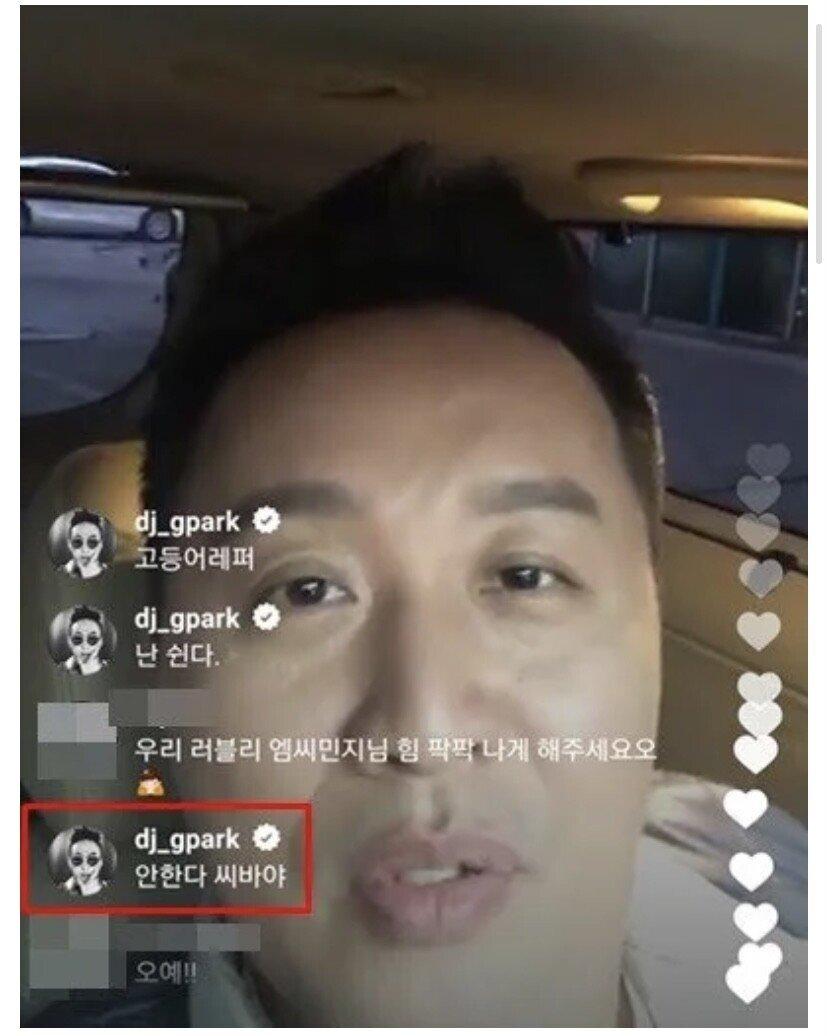 dj_gpark
고등어레퍼
dj_gpark
난 쉰다.
우리 러블리 엠씨민지님 힘 팍팍 나게 해주세요오
dj_gpark
안한다 씨바야
오예!!